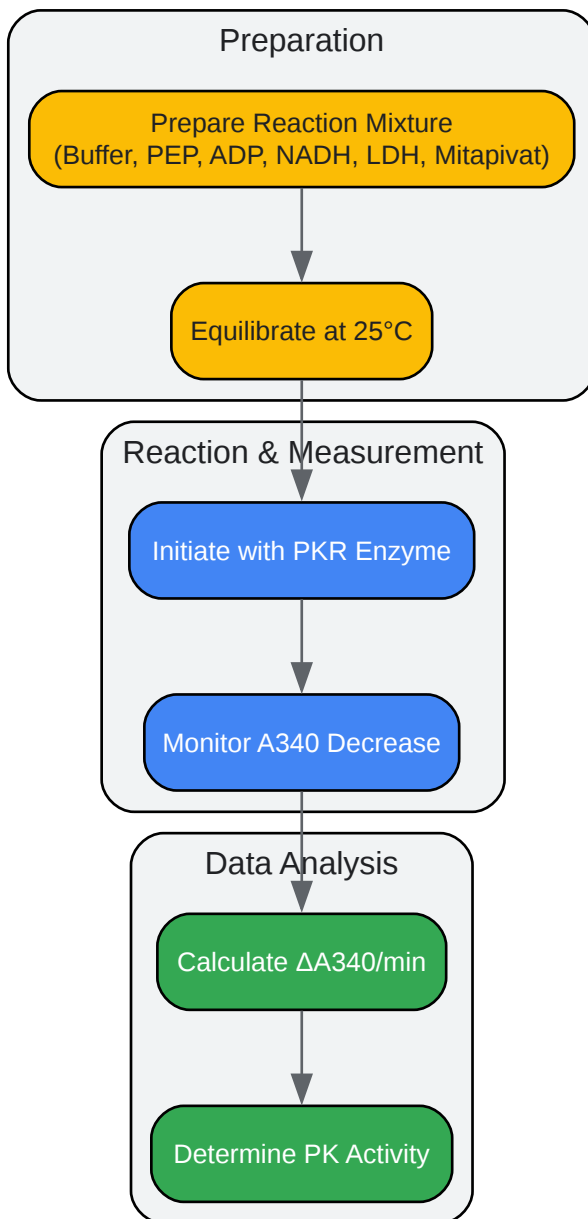 Preparation
Prepare Reaction Mixture
(Buffer, PEP, ADP, NADH, LDH, Mitapivat)
Equilibrate at 25°C
Reaction & Measurement
Initiate with PKR Enzyme
Monitor A340 Decrease
Data Analysis
Calculate ΔA340/min
Determine PK Activity